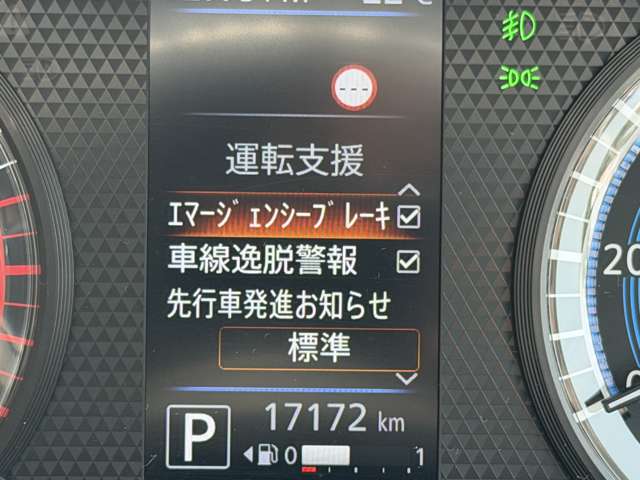 ---
運転支援
ｴﾏｰｼﾞｪﾝｼｰﾌﾞﾚｰｷ
車線逸脱警報
先行車発進お知らせ
標準
P 17172 km
0 1